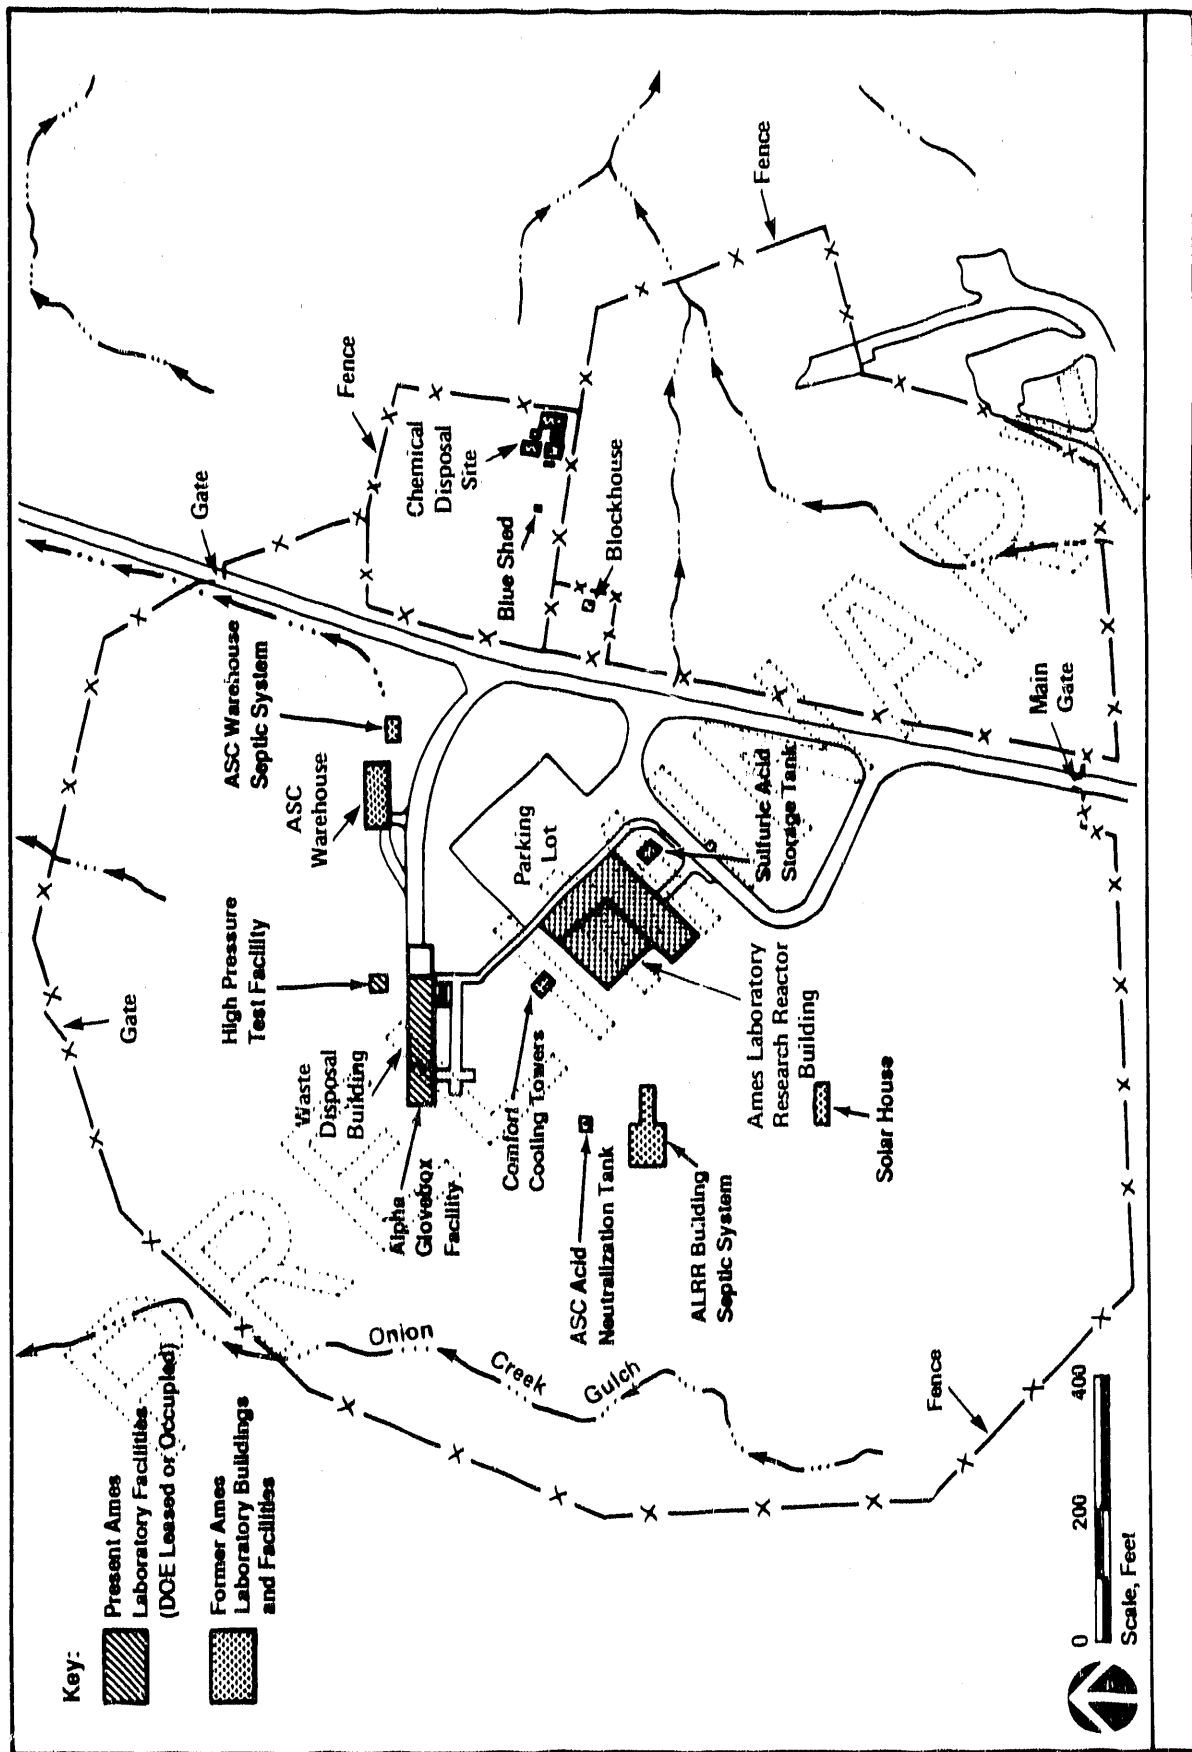 Key:
Present Ames
Laboratory Facilities
(DOE Leased or Occupied)
Former Ames
Laboratory Buildings
and Facilities
PRELIMINARY
Gate
High Pressure
Test Facility
ASC
Warehouse
ASC Warehouse
Septic System
Gate
Waste
Disposal
Building
Alpha
Glovebox
Facility
Onion
Creek
Gulch
Parking
Lot
Fence
Chemical
Disposal
Site
Blue Shed
Blockhouse
Comfort
Cooling Towers
ASC Acid
Neutralization Tank
ALRR Building
Septic System
Ames Laboratory
Research Reactor
Building
Sulfuric Acid
Storage Tank
Solar House
Fence
Fence
Main
Gate
0 200 400
Scale, Feet